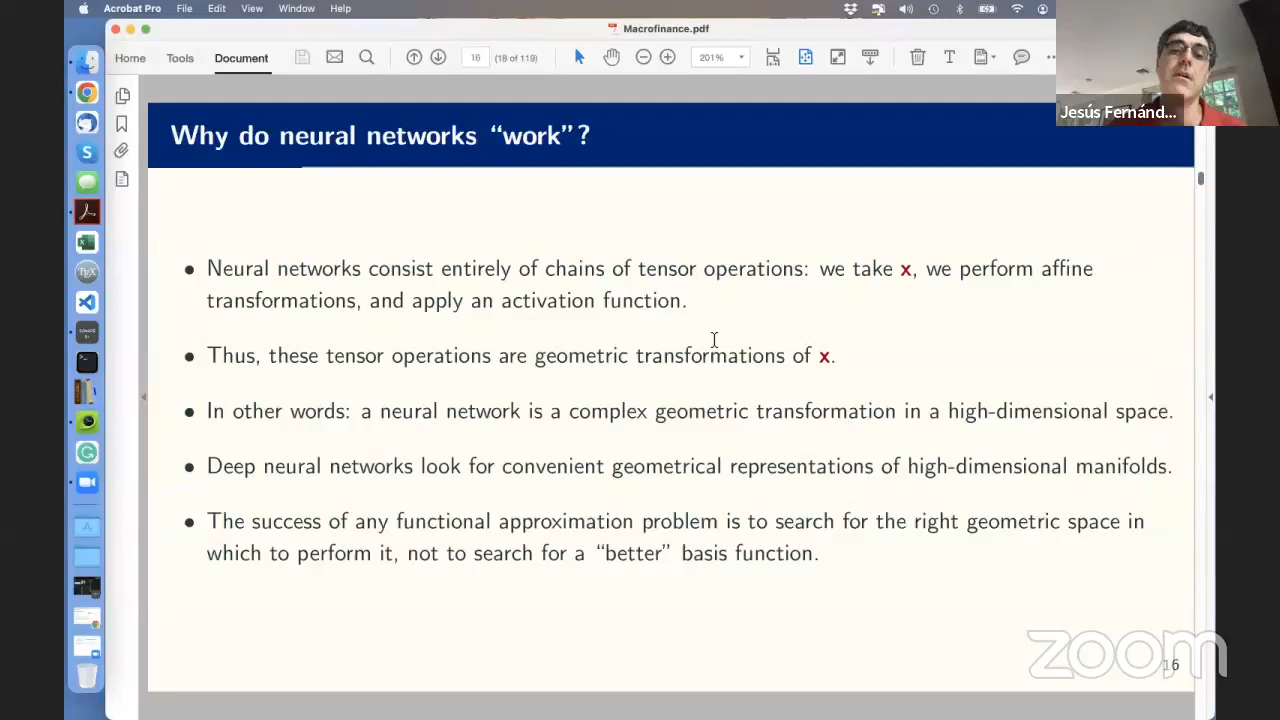 Acrobat Pro File Edit View Window Help
Macrofinance.pdf
Home Tools Document 16 (18 of 119) 201%
Jesús Fernánd...
Why do neural networks “work”?
• Neural networks consist entirely of chains of tensor operations: we take x, we perform affine
transformations, and apply an activation function.
• Thus, these tensor operations are geometric transformations of x.
• In other words: a neural network is a complex geometric transformation in a high-dimensional space.
• Deep neural networks look for convenient geometrical representations of high-dimensional manifolds.
• The success of any functional approximation problem is to search for the right geometric space in
which to perform it, not to search for a “better” basis function.
zoom
16